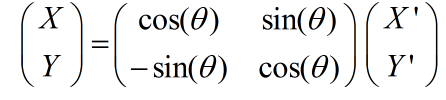 (X Y) = (cos(θ) sin(θ) −sin(θ) cos(θ)) (X' Y')